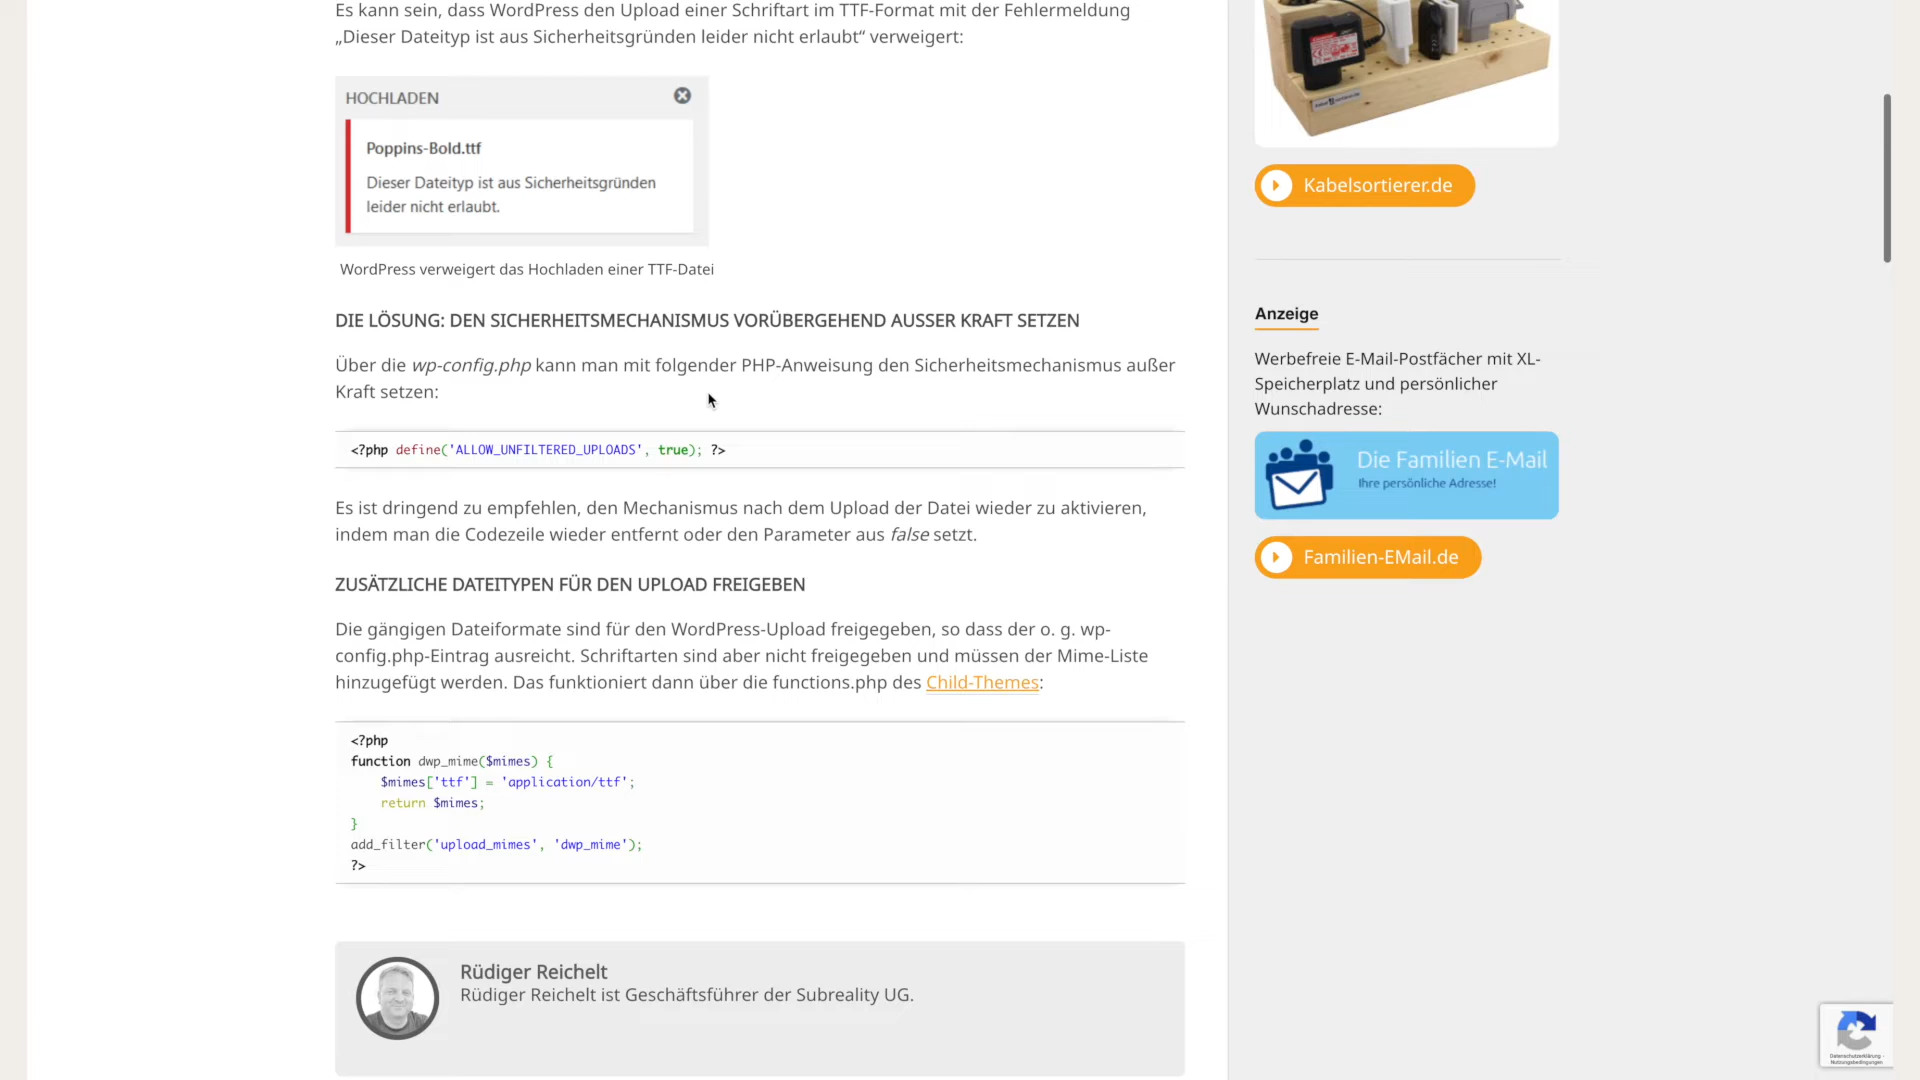 Es kann sein, dass WordPress den Upload einer Schriftart im TTF-Format mit der Fehlermeldung
„Dieser Dateityp ist aus Sicherheitsgründen leider nicht erlaubt“ verweigert:
HOCHLADEN
Poppins-Bold.ttf
Dieser Dateityp ist aus Sicherheitsgründen
leider nicht erlaubt.
WordPress verweigert das Hochladen einer TTF-Datei
DIE LÖSUNG: DEN SICHERHEITSMECHANISMUS VORÜBERGEHEND AUSSER KRAFT SETZEN
Über die wp-config.php kann man mit folgender PHP-Anweisung den Sicherheitsmechanismus außer
Kraft setzen:
<?php define('ALLOW_UNFILTERED_UPLOADS', true); ?>
Es ist dringend zu empfehlen, den Mechanismus nach dem Upload der Datei wieder zu aktivieren,
indem man die Codezeile wieder entfernt oder den Parameter aus false setzt.
ZUSÄTZLICHE DATEITYPEN FÜR DEN UPLOAD FREIGEBEN
Die gängigen Dateiformate sind für den WordPress-Upload freigegeben, so dass der o. g. wp-
config.php-Eintrag ausreicht. Schriftarten sind aber nicht freigegeben und müssen der Mime-Liste
hinzugefügt werden. Das funktioniert dann über die functions.php des Child-Themes:
<?php
function dwp_mime($mimes) {
    $mimes['ttf'] = 'application/ttf';
    return $mimes;
}
add_filter('upload_mimes', 'dwp_mime');
?>
Rüdiger Reichelt
Rüdiger Reichelt ist Geschäftsführer der Subreality UG.
Kabelsortierer.de
Anzeige
Werbefreie E-Mail-Postfächer mit XL-
Speicherplatz und persönlicher
Wunschadresse:
Die Familien E-Mail
Ihre persönliche Adresse!
Familien-EMail.de
Datenschutzerklärung -
Nutzungsbedingungen